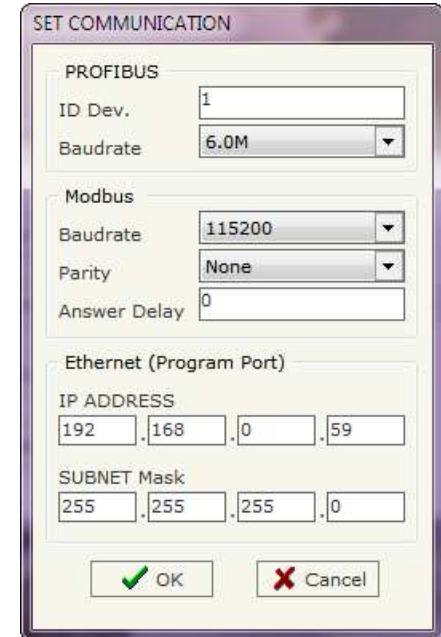 SET COMMUNICATION
PROFIBUS
ID Dev. 1
Baudrate 6.0M
Modbus
Baudrate 115200
Parity None
Answer Delay 0
Ethernet (Program Port)
IP ADDRESS
192 . 168 . 0 . 59
SUBNET Mask
255 . 255 . 255 . 0
OK Cancel